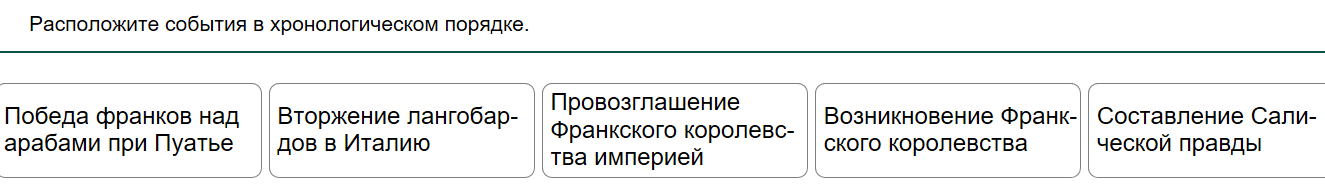 Расположите события в хронологическом порядке.
Победа франков над
арабами при Пуатье
Вторжение лангобар-
дов в Италию
Провозглашение
Франкского королевс-
тва империей
Возникновение Франк-
ского королевства
Составление Сали-
ческой правды